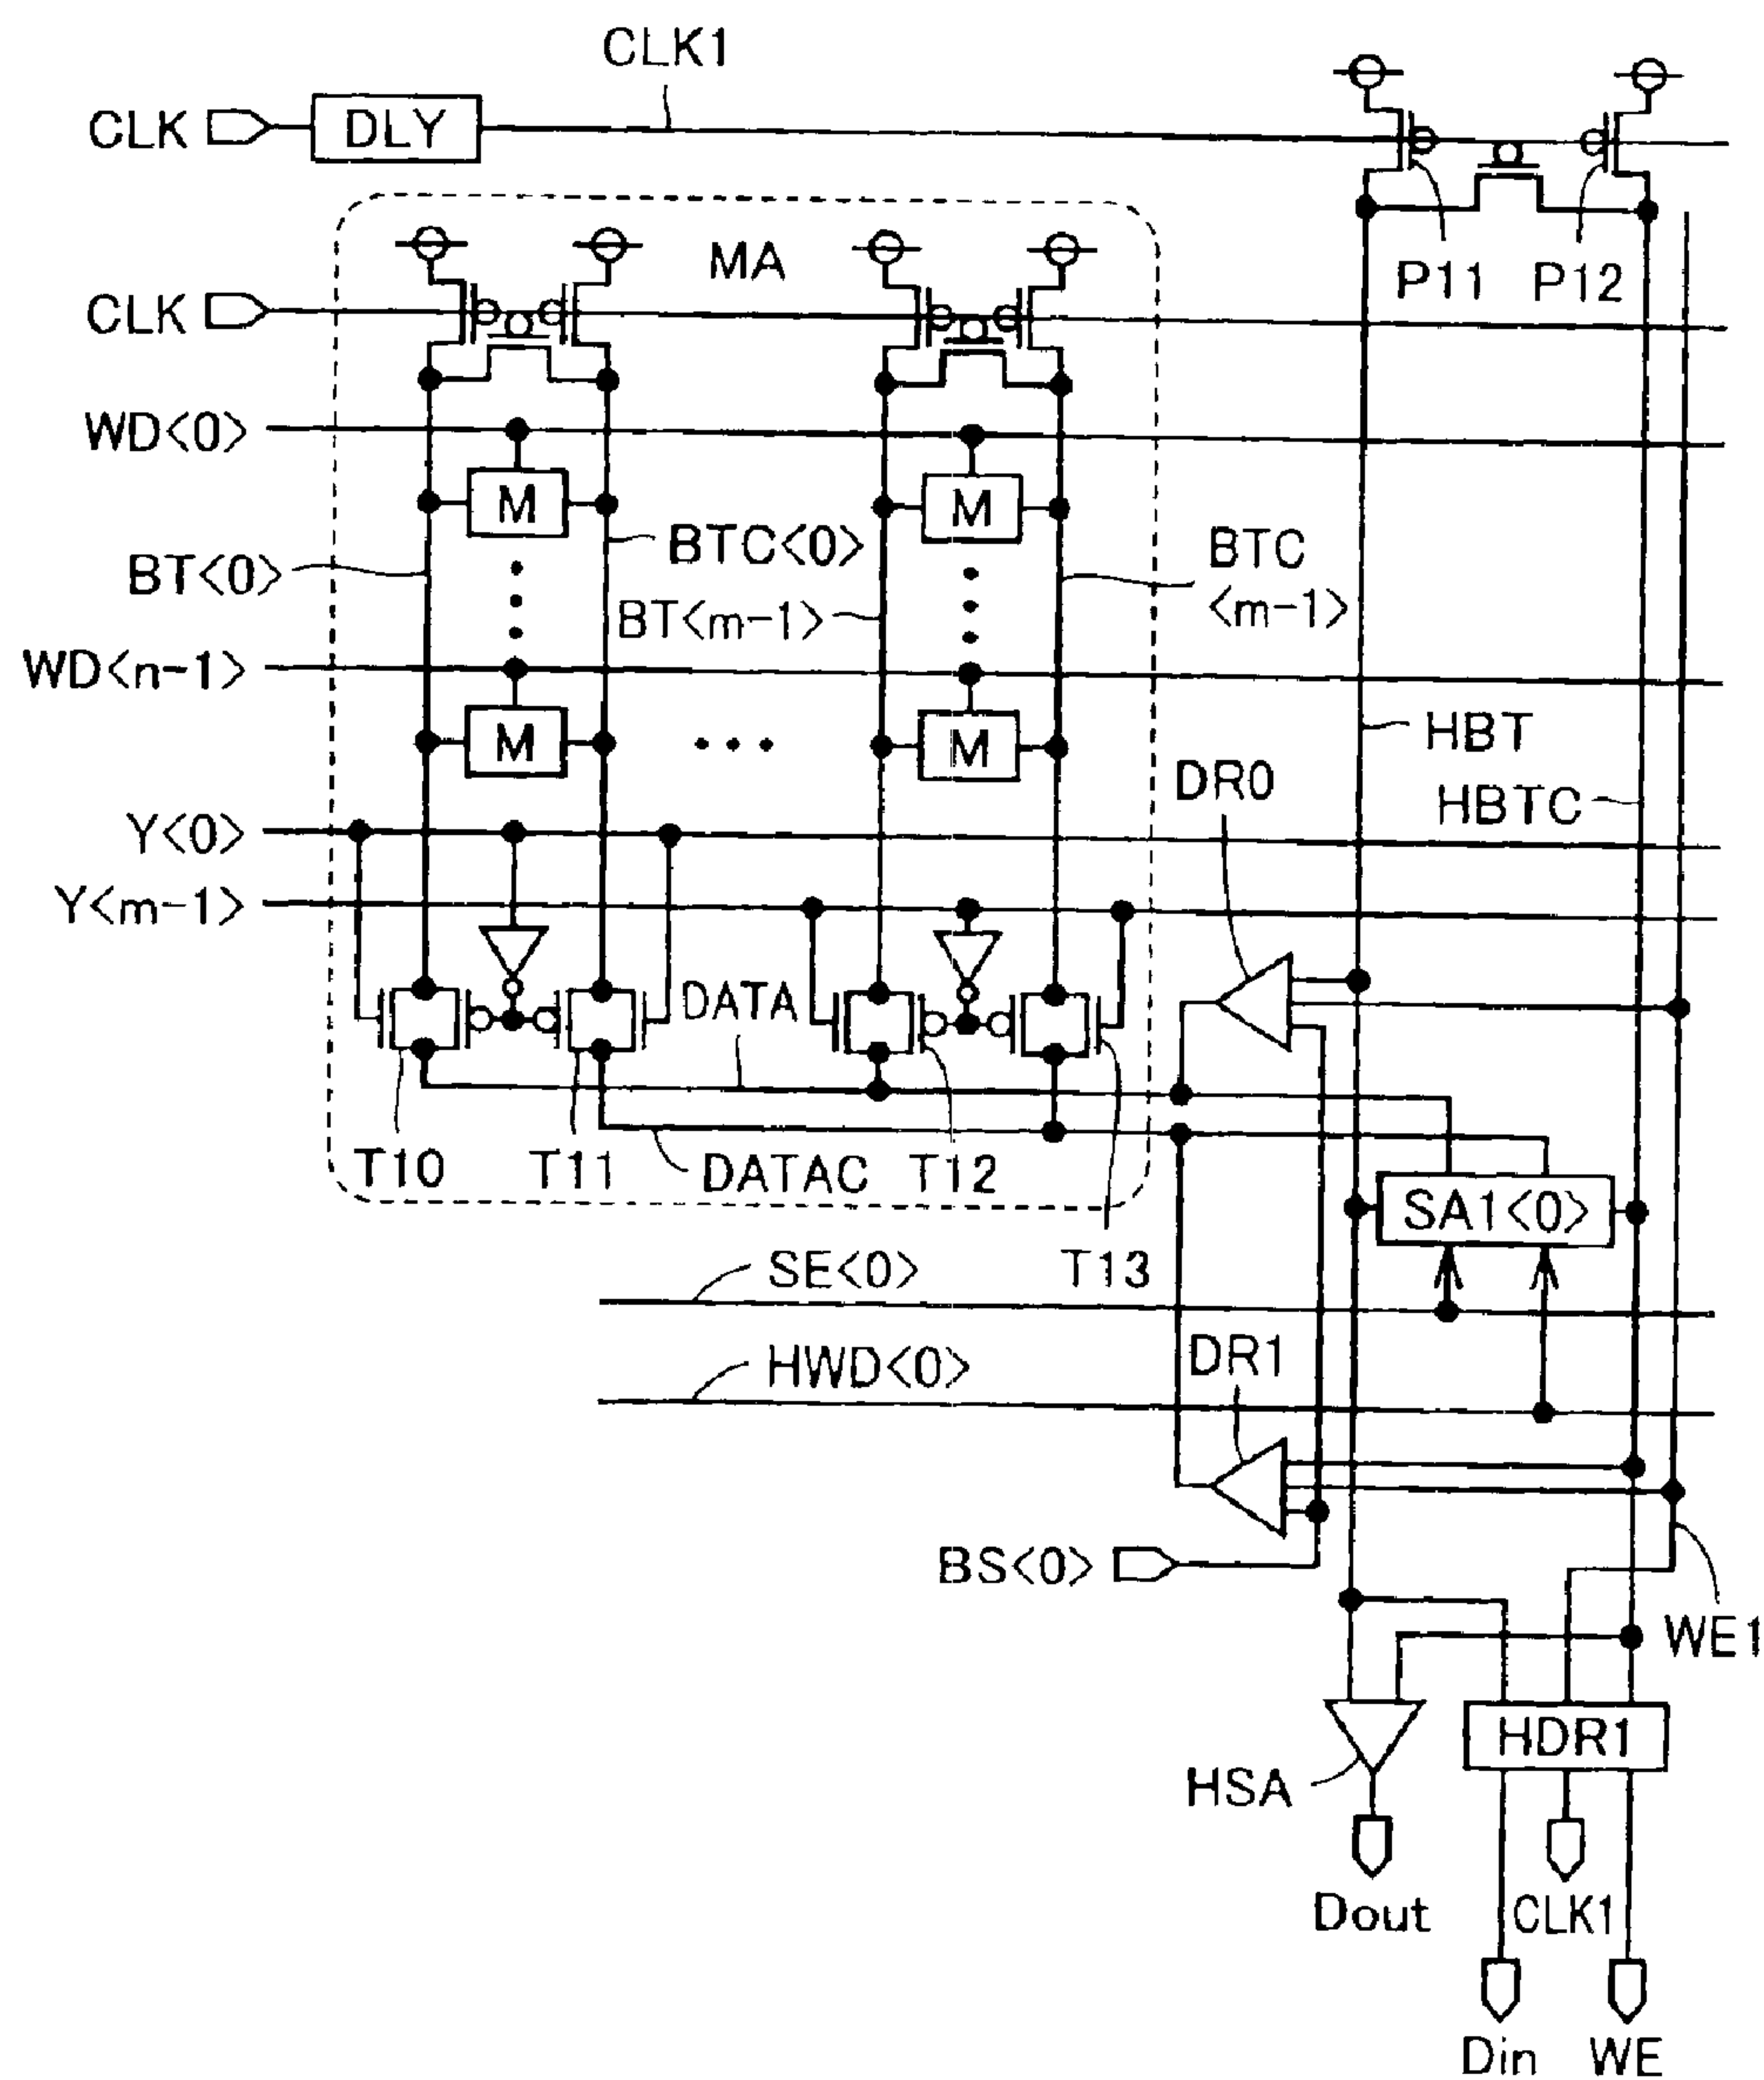 CLK1
CLK
DLY
P11
P12
MA
CLK
WD<0>
M
M
BTC<0>
BTC
<m-1>
BT<0>
BT<m-1>
WD<n-1>
M
M
HBT
DR0
HBTC
Y<0>
Y<m-1>
DATA
T10
T11
DATAC
T12
SA1<0>
T13
SE<0>
DR1
HWD<0>
BS<0>
WE1
HDR1
HSA
Dout
CLK1
Din
WE